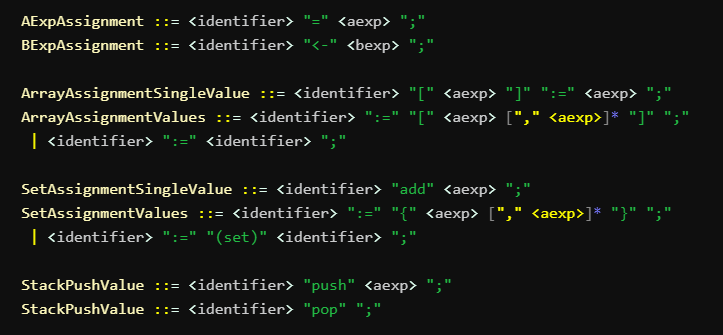 AExpAssignment ::= <identifier> "=" <aexp> ";"
BExpAssignment ::= <identifier> "<-" <bexp> ";"
ArrayAssignmentSingleValue ::= <identifier> "[" <aexp> "]" ":=" <aexp> ";"
ArrayAssignmentValues ::= <identifier> ":=" "[" <aexp> ["," <aexp>]* "]" ";"
| <identifier> ":=" <identifier> ";"
SetAssignmentSingleValue ::= <identifier> "add" <aexp> ";"
SetAssignmentValues ::= <identifier> ":=" "{" <aexp> ["," <aexp>]* "}" ";"
| <identifier> ":=" "(set)" <identifier> ";"
StackPushValue ::= <identifier> "push" <aexp> ";"
StackPushValue ::= <identifier> "pop" ";"